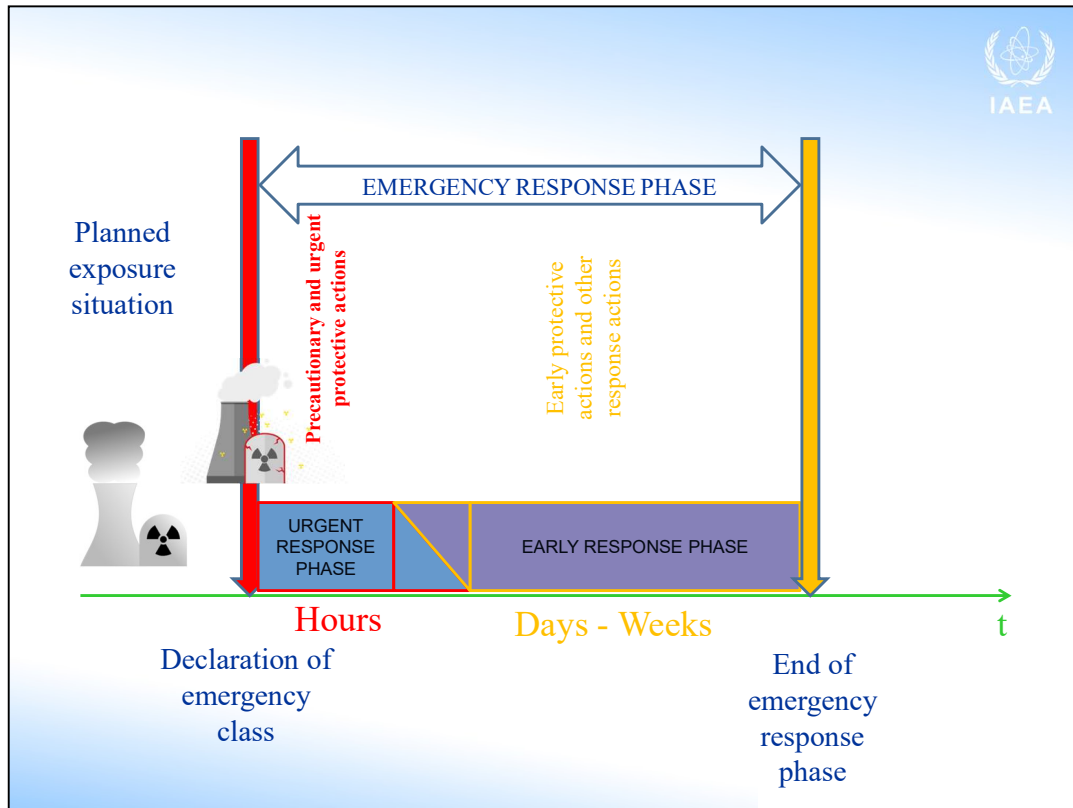 IAEA
EMERGENCY RESPONSE PHASE
Planned
exposure
situation
Precautionary and urgent
protective actions
Early protective
actions and other
response actions
URGENT
RESPONSE
PHASE
EARLY RESPONSE PHASE
Hours
Days - Weeks
t
Declaration of
emergency
class
End of
emergency
response
phase